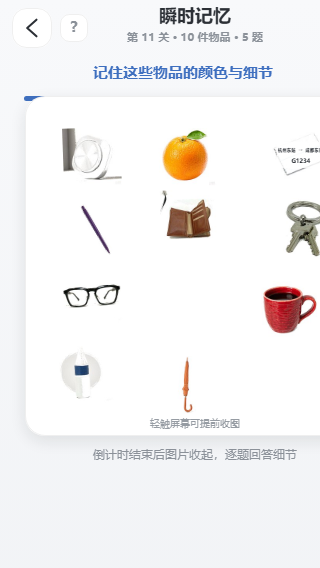 瞬时记忆
?
第 11 关 • 10 件物品 • 5 题
记住这些物品的颜色与细节
杭州东站 → 成都东
G1234
轻触屏幕可提前收图
倒计时结束后图片收起，逐题回答细节